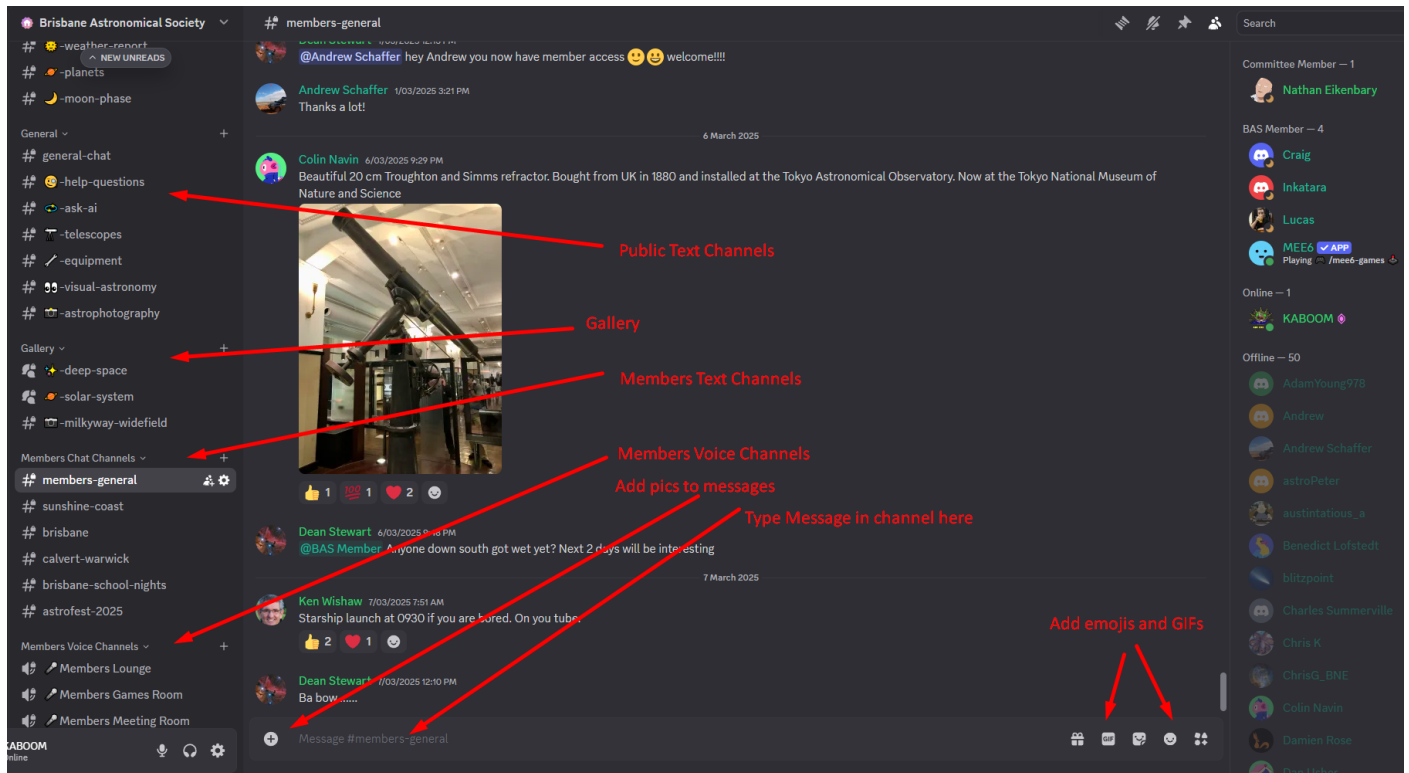 Brisbane Astronomical Society
-weather-report
NEW UNREADS
-planets
-moon-phase
General
general-chat
-help-questions
-ask-ai
-telescopes
-equipment
-visual-astronomy
-astrophotography
Gallery
-deep-space
-solar-system
-milkyway-widefield
Members Chat Channels
members-general
sunshine-coast
brisbane
calvert-warwick
brisbane-school-nights
astrofest-2025
Members Voice Channels
Members Lounge
Members Games Room
Members Meeting Room
KABOOM
Online
members-general
Dean Stewart
@Andrew Schaffer hey Andrew you now have member access welcome!!!!
Andrew Schaffer 1/03/2025 3:21 PM
Thanks a lot!
6 March 2025
Colin Navin 6/03/2025 9:29 PM
Beautiful 20 cm Troughton and Simms refractor. Bought from UK in 1880 and installed at the Tokyo Astronomical Observatory. Now at the Tokyo National Museum of
Nature and Science
1 100 1 2
Dean Stewart 6/03/2025 PM
@BAS Member Anyone down south got wet yet? Next 2 days will be interesting
7 March 2025
Ken Wishaw 7/03/2025 7:51 AM
Starship launch at 0930 if you are bored. On you tube.
2 1
Dean Stewart 7/03/2025 12:10 PM
Ba bow......
Message #members-general
GIF
Public Text Channels
Gallery
Members Text Channels
Members Voice Channels
Add pics to messages
Type Message in channel here
Add emojis and GIFs
Search
Committee Member — 1
Nathan Eikenbary
BAS Member — 4
Craig
Inkatara
Lucas
MEE6 APP
Playing /mee6-games
Online — 1
KABOOM
Offline — 50
AdamYoung978
Andrew
Andrew Schaffer
astroPeter
austintatious_a
Benedict Lofstedt
blitzpoint
Charles Summerville
Chris K
ChrisG_BNE
Colin Navin
Damien Rose